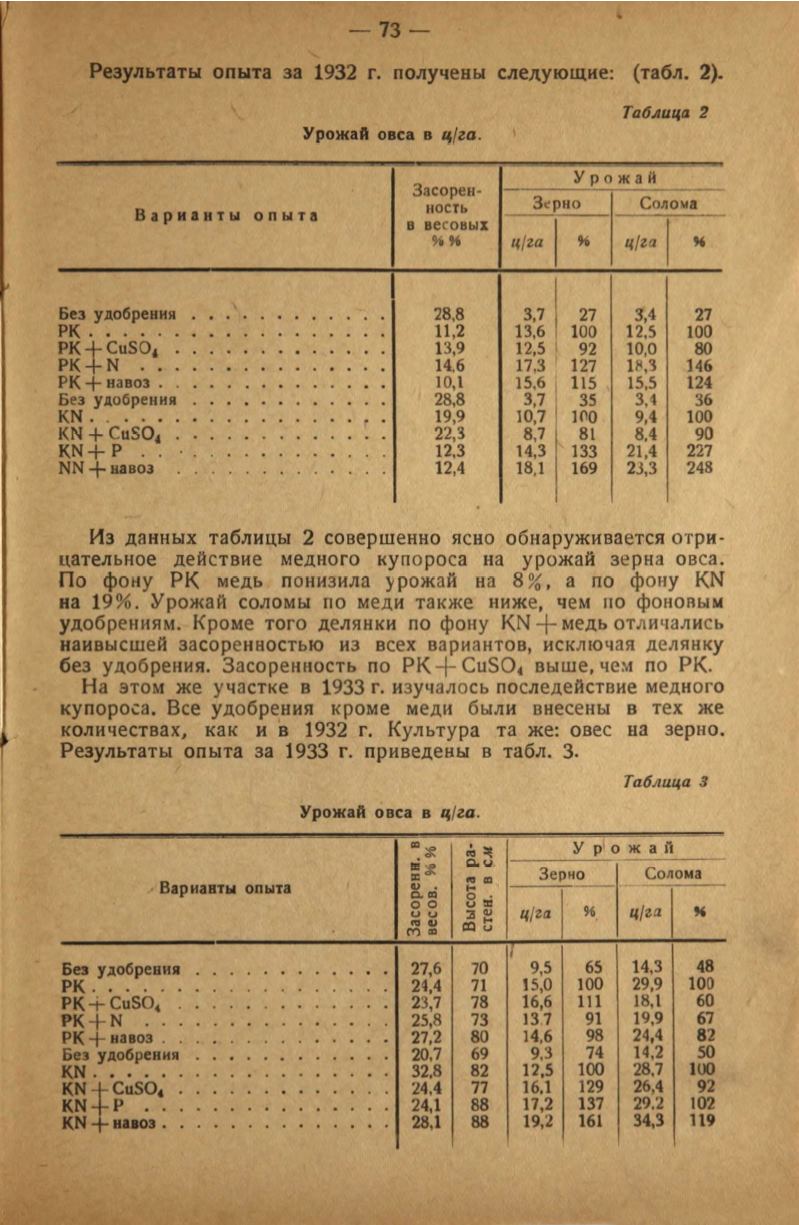 — 73 —
Результаты опыта за 1932 г. получены следующие: (табл. 2).
Таблица 2
Урожай овса в ц/га.
Варианты опыта
Засорен-
ность
в весовых
% %
Урожай
Зерно Солома
ц/га % ц/га %
Без удобрения . . . . . . . . . . . . 28,8 3,7 27 3,4 27
РК . . . . . . . . . . . . . . . . . . 11,2 13,6 100 12,5 100
РК + CuSO₄ . . . . . . . . . . . . . 13,9 12,5 92 10,0 80
РК + N . . . . . . . . . . . . . . . 14.6 17,3 127 18,3 146
РК + навоз . . . . . . . . . . . . . . 10,1 15,6 115 15,5 124
Без удобрения . . . . . . . . . . . . 28,8 3,7 35 3,4 36
KN . . . . . . . . . . . . . . . . . . 19,9 10,7 100 9,4 100
KN + CuSO₄ . . . . . . . . . . . . . 22,3 8,7 81 8,4 90
KN + P . . . . . . . . . . . . . . . 12,3 14,3 133 21,4 227
NN + навоз . . . . . . . . . . . . . 12,4 18,1 169 23,3 248
Из данных таблицы 2 совершенно ясно обнаруживается отри-
цательное действие медного купороса на урожай зерна овса.
По фону РК медь понизила урожай на 8%, а по фону KN
на 19%. Урожай соломы по меди также ниже, чем по фоновым
удобрениям. Кроме того делянки по фону KN + медь отличались
наивысшей засоренностью из всех вариантов, исключая делянку
без удобрения. Засоренность по РК + CuSO₄ выше, чем по РК.
На этом же участке в 1933 г. изучалось последействие медного
купороса. Все удобрения кроме меди были внесены в тех же
количествах, как и в 1932 г. Культура та же: овес на зерно.
Результаты опыта за 1933 г. приведены в табл. 3.
Таблица 3
Урожай овса в ц/га.
Варианты опыта
Засоренн. в
весов. % %
Высота ра-
стен. в см
Урожай
Зерно Солома
ц/га % ц/га %
Без удобрения . . . . . . . . . . . . 27,6 70 9,5 65 14,3 48
РК . . . . . . . . . . . . . . . . . . 24,4 71 15,0 100 29,9 100
РК + CuSO₄ . . . . . . . . . . . . . 23,7 78 16,6 111 18,1 60
РК + N . . . . . . . . . . . . . . . 25,8 73 13 7 91 19,9 67
РК + навоз . . . . . . . . . . . . . . 27,2 80 14,6 98 24,4 82
Без удобрения . . . . . . . . . . . . 20,7 69 9,3 74 14,2 50
KN . . . . . . . . . . . . . . . . . . 32,8 82 12,5 100 28,7 100
KN + CuSO₄ . . . . . . . . . . . . . 24,4 77 16,1 129 26,4 92
KN + P . . . . . . . . . . . . . . . 24,1 88 17,2 137 29.2 102
KN + навоз . . . . . . . . . . . . . . 28,1 88 19,2 161 34,3 119